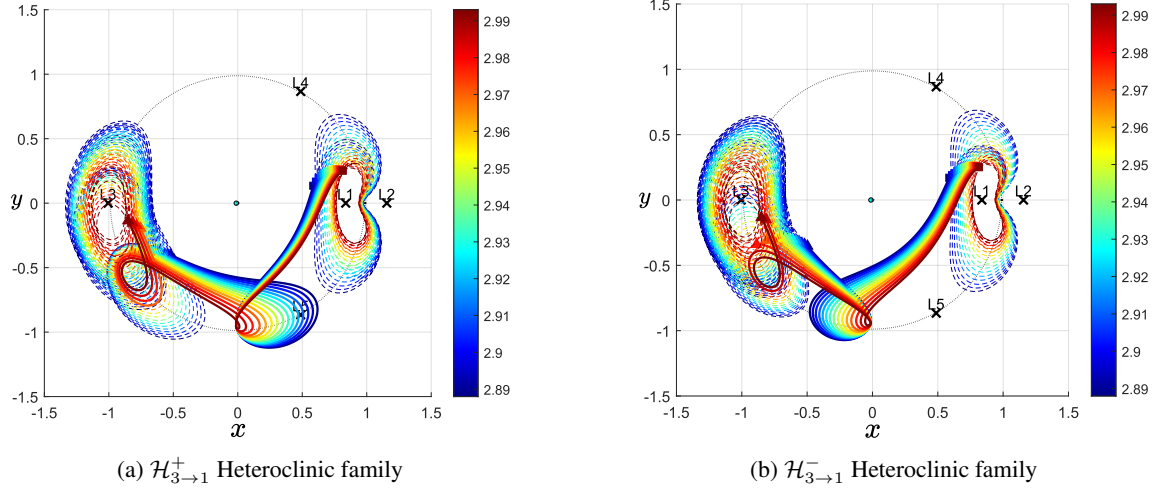 1.5
1
0.5
0
-0.5
-1
-1.5
y
-1.5 -1 -0.5 0 0.5 1 1.5
x
L4
L3
L1 L2
L5
2.99
2.98
2.97
2.96
2.95
2.94
2.93
2.92
2.91
2.9
2.89
(a) ℋ⁺₃→₁ Heteroclinic family
1.5
1
0.5
0
-0.5
-1
-1.5
y
-1.5 -1 -0.5 0 0.5 1 1.5
x
L4
L3
L1 L2
L5
2.99
2.98
2.97
2.96
2.95
2.94
2.93
2.92
2.91
2.9
2.89
(b) ℋ⁻₃→₁ Heteroclinic family